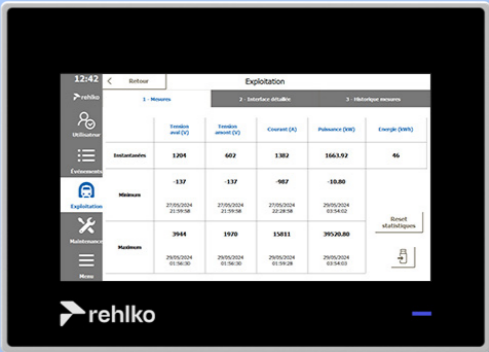 12:42
Retour
Exploitation
rehlko
1 - Mesures
2 - Interface détaillée
3 - Historique mesures
Utilisateur
Tension aval (V)
Tension amont (V)
Courant (A)
Puissance (kW)
Energie (kWh)
Instantanées
1204
602
1382
1663.92
46
Evénements
Minimum
-137
-137
-987
-10.80
27/05/2024 21:59:58
27/05/2024 21:59:58
27/05/2024 22:28:58
29/05/2024 03:54:02
Exploitation
Reset statistiques
Maintenance
Maximum
3944
1970
15811
39520.80
29/05/2024 01:56:30
29/05/2024 01:56:30
29/05/2024 01:59:28
29/05/2024 03:54:03
Menu
rehlko